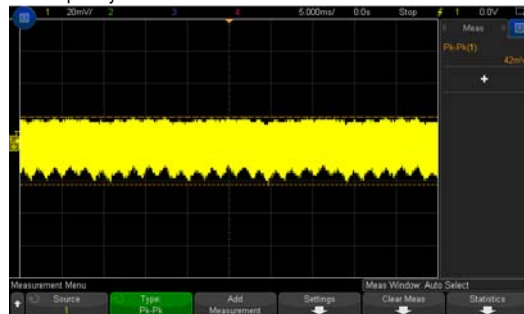 1 20mV/ 2 3 4 5.000ms/ 0.0s Stop 1 0.0V
Meas
Pk-Pk(1)
42mV
+
Measurement Menu Meas Window: Auto Select
Source Type: Add Settings Clear Meas Statistics
1 Pk-Pk Measurement